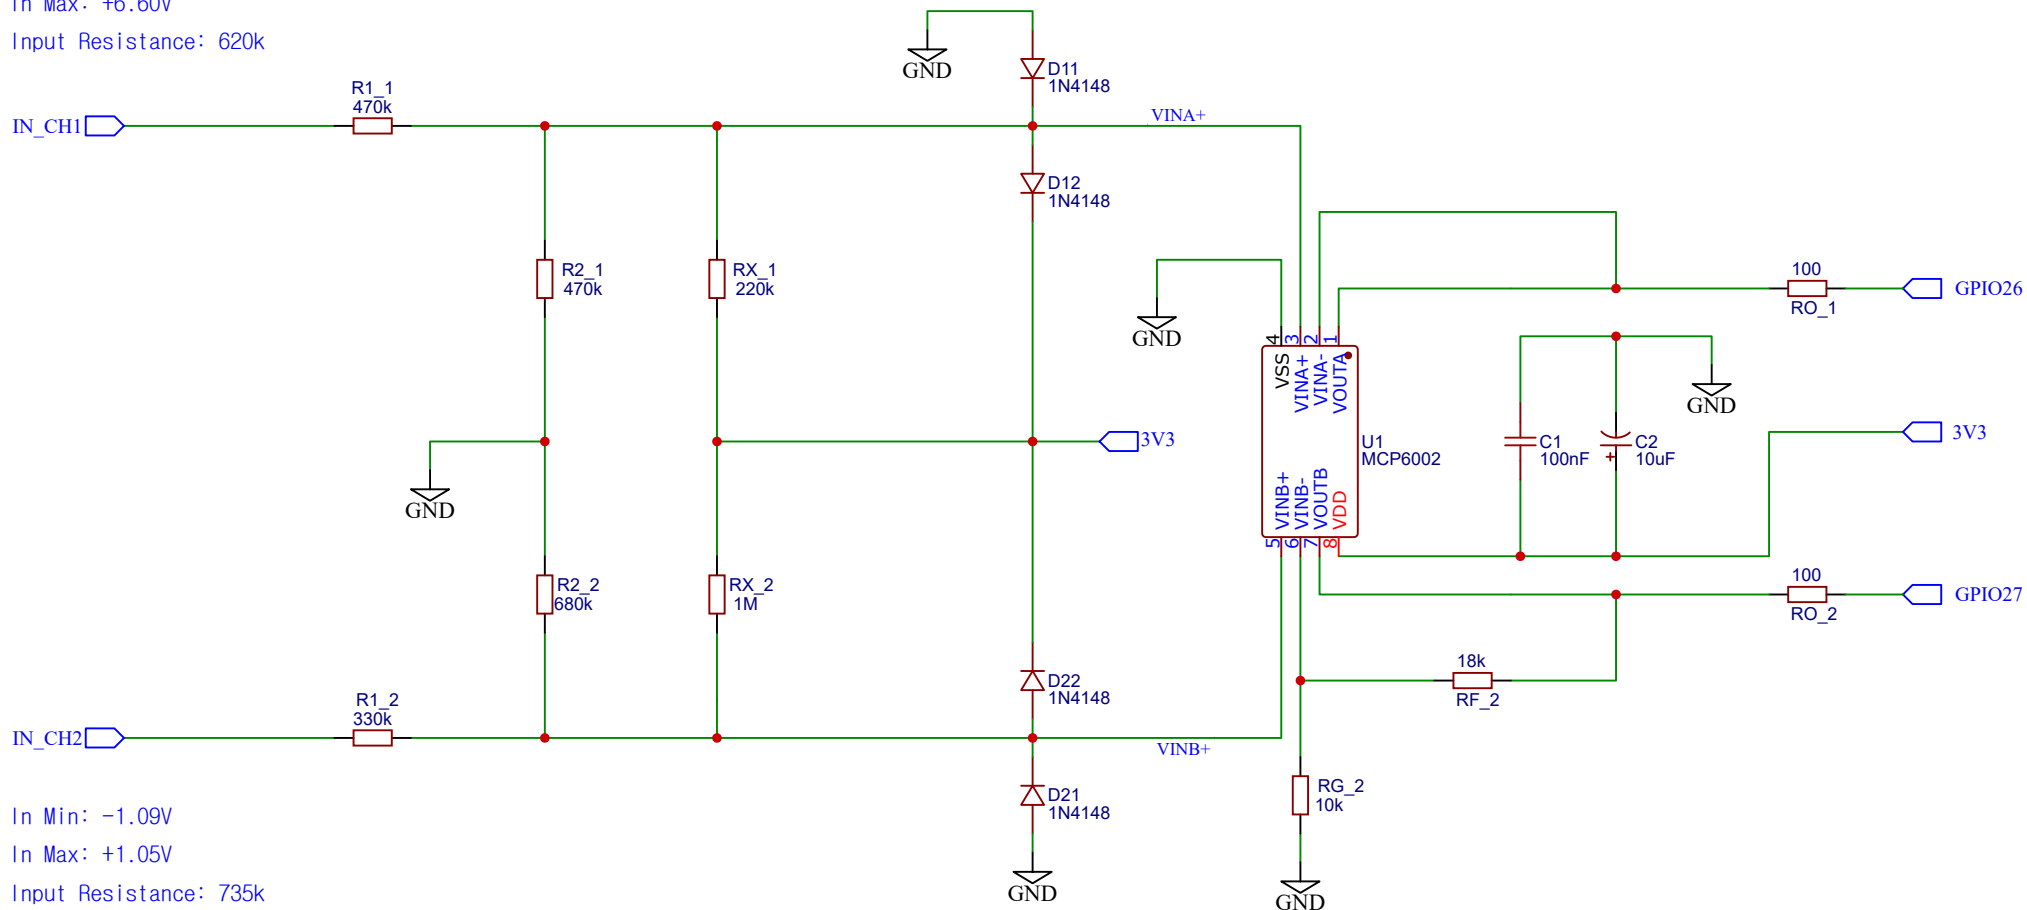 In Max: +6.60V
Input Resistance: 620k
GND
D11
1N4148
R1_1
470k
IN_CH1
VINA+
D12
1N4148
R2_1
470k
RX_1
220k
GND
100
RO_1
GPIO26
4
3
2
1
VSS
VINA+
VINA-
VOUTA
GND
3V3
GND
U1
MCP6002
C1
100nF
C2
10uF
3V3
VINB+
VINB-
VOUTB
VDD
5
6
7
8
R2_2
680k
RX_2
1M
100
RO_2
GPIO27
D22
1N4148
18k
RF_2
R1_2
330k
IN_CH2
VINB+
D21
1N4148
RG_2
10k
In Min: -1.09V
In Max: +1.05V
Input Resistance: 735k
GND
GND